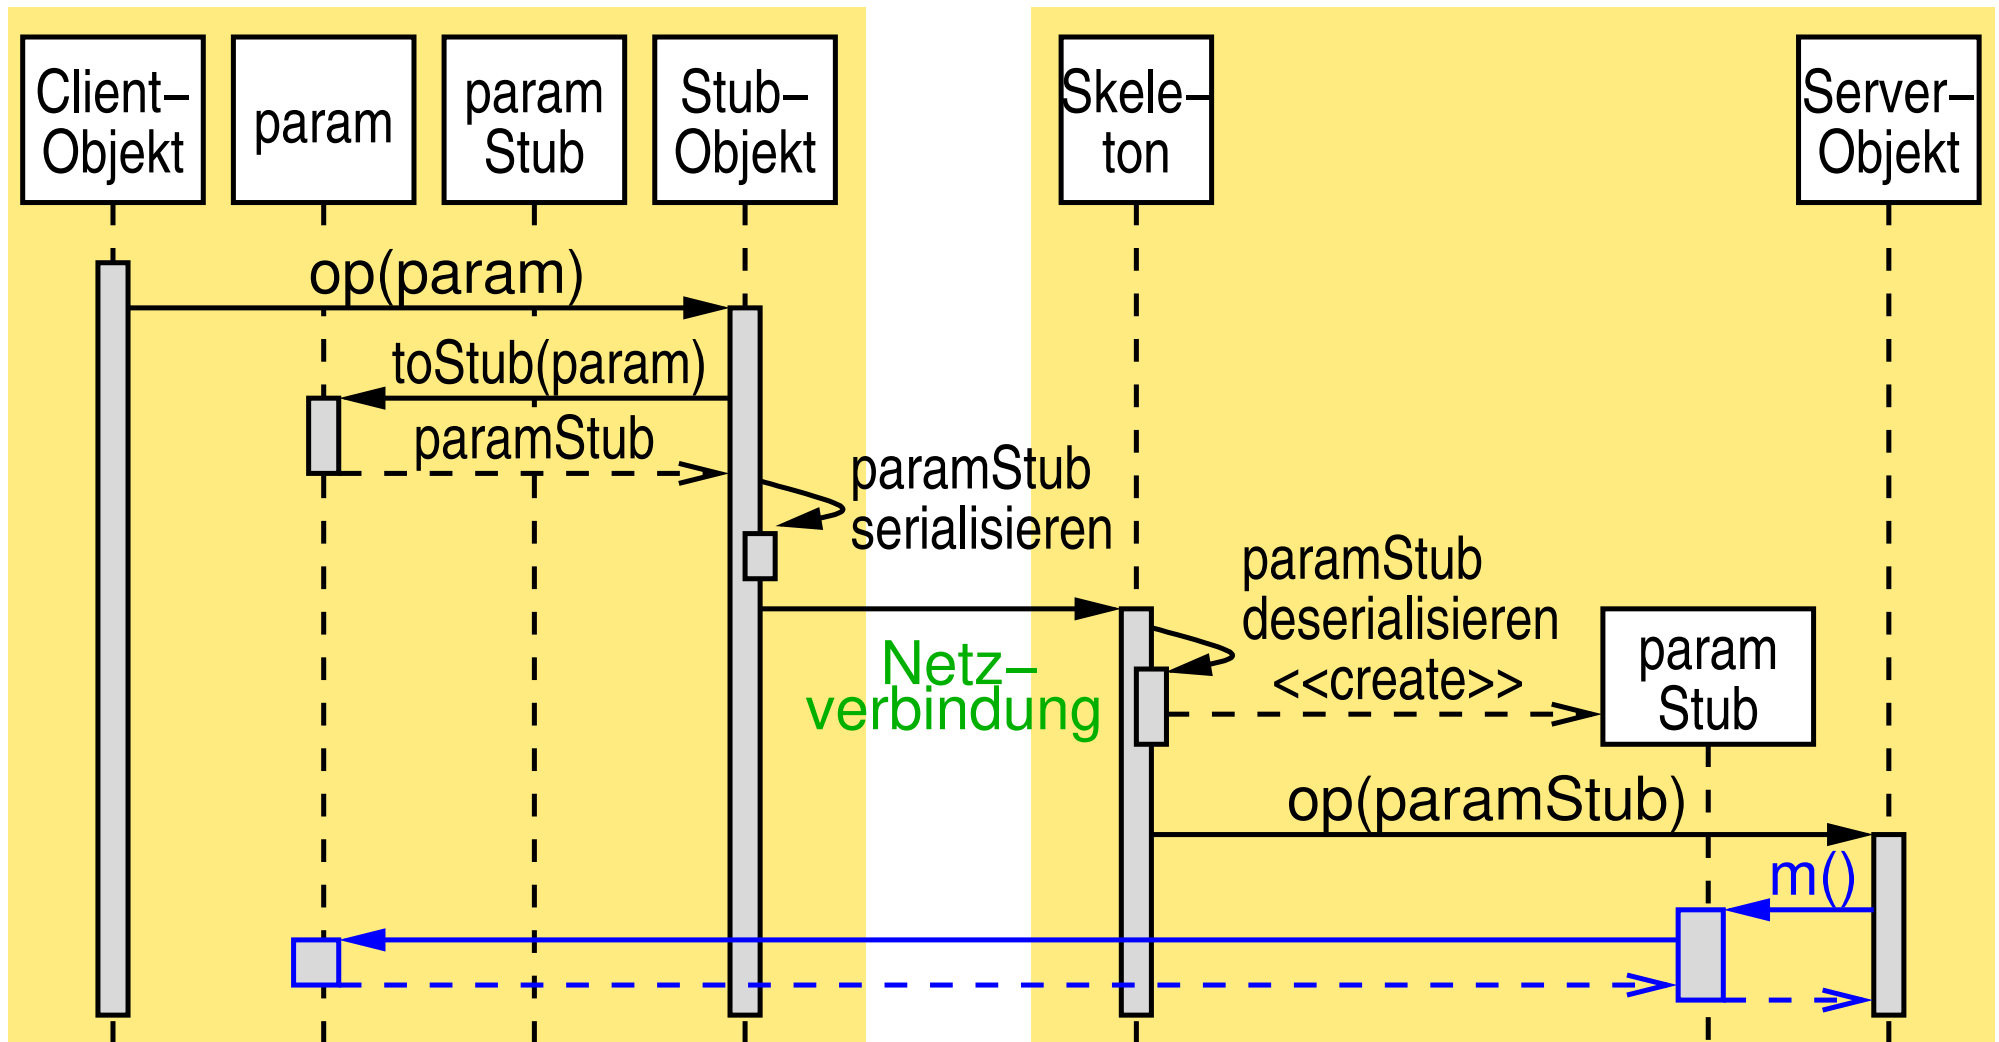 Client–
Objekt
param
param
Stub
Stub–
Objekt
Skele–
ton
Server–
Objekt
op(param)
toStub(param)
paramStub
paramStub
serialisieren
paramStub
deserialisieren
<<create>>
param
Stub
Netz–
verbindung
op(paramStub)
m()